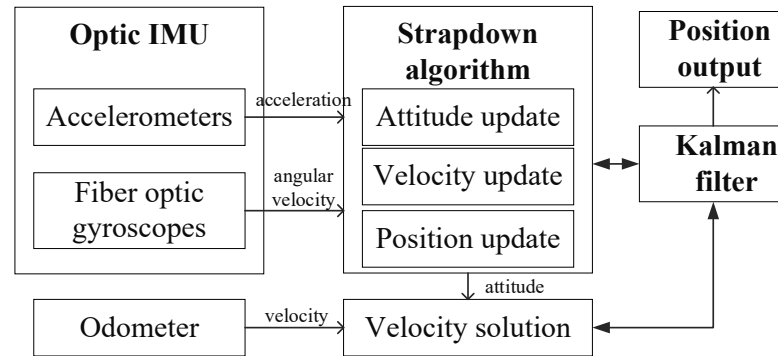 Optic IMU
Accelerometers
Fiber optic
gyroscopes
acceleration
angular
velocity
Strapdown
algorithm
Attitude update
Velocity update
Position update
Position
output
Kalman
filter
attitude
Odometer
velocity
Velocity solution